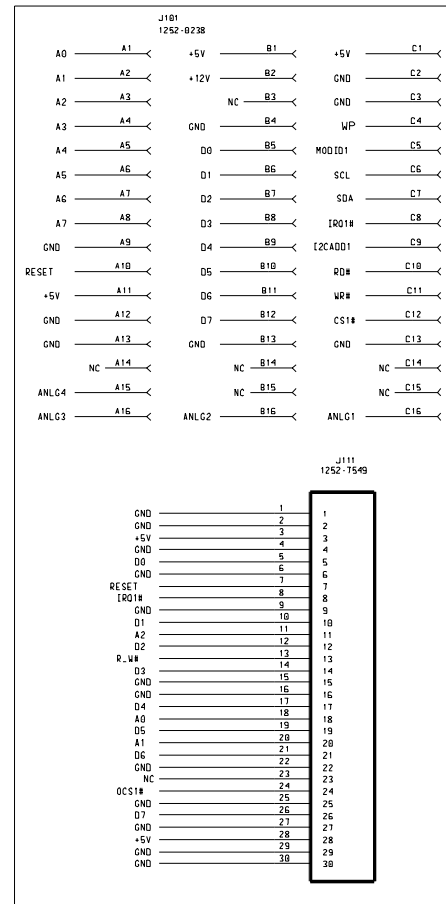 J101
1252-0238
A0 A1 +5V B1 +5V C1
A1 A2 +12V B2 GND C2
A2 A3 NC B3 GND C3
A3 A4 GND B4 WP C4
A4 A5 D0 B5 MODID1 C5
A5 A6 D1 B6 SCL C6
A6 A7 D2 B7 SDA C7
A7 A8 D3 B8 IRQ1# C8
GND A9 D4 B9 I2CADD1 C9
RESET A10 D5 B10 RD# C10
+5V A11 D6 B11 WR# C11
GND A12 D7 B12 CS1# C12
GND A13 GND B13 GND C13
NC A14 NC B14 NC C14
ANLG4 A15 NC B15 NC C15
ANLG3 A16 ANLG2 B16 ANLG1 C16
J111
1252-7549
GND 1 1
GND 2 2
+5V 3 3
GND 4 4
D0 5 5
GND 6 6
RESET 7 7
IRQ1# 8 8
GND 9 9
D1 10 10
A2 11 11
D2 12 12
R_W# 13 13
D3 14 14
GND 15 15
GND 16 16
D4 17 17
A0 18 18
D5 19 19
A1 20 20
D6 21 21
GND 22 22
NC 23 23
OCS1# 24 24
GND 25 25
D7 26 26
GND 27 27
+5V 28 28
GND 29 29
GND 30 30